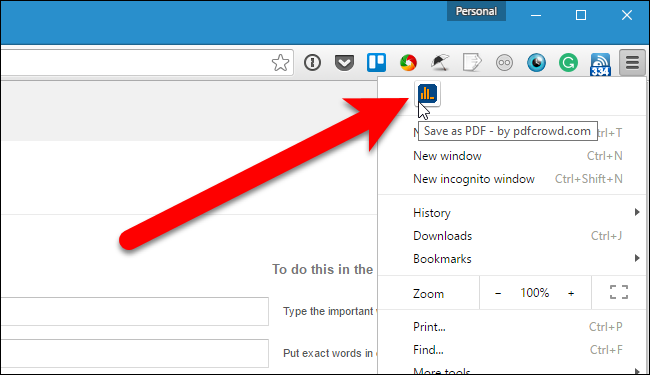 Personal
334
Save as PDF - by pdfcrowd.com
N trl+T
New window Ctrl+N
New incognito window Ctrl+Shift+N
History
Downloads Ctrl+J
Bookmarks
To do this in the
Zoom − 100% +
Type the important
Print... Ctrl+P
Put exact words in
Find... Ctrl+F
More tools